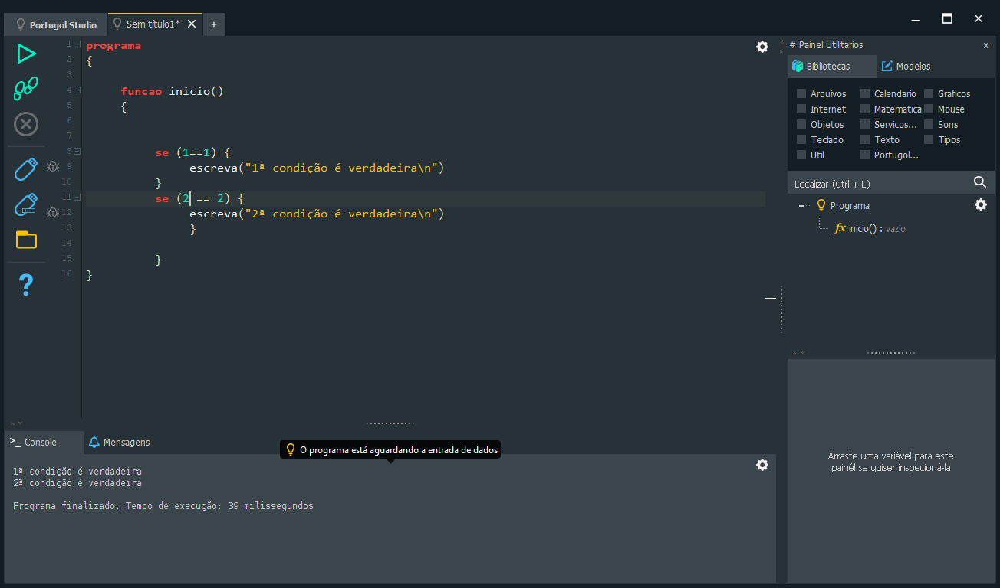 Portugol Studio
Sem título1*
+
# Painel Utilitários
x
Bibliotecas
Modelos
Arquivos Calendario Graficos
Internet Matematica Mouse
Objetos Servicos... Sons
Teclado Texto Tipos
Util Portugol...
Localizar (Ctrl + L)
Programa
fx inicio() : vazio
1 programa
2 {
3
4 funcao inicio()
5 {
6
7
8 se (1==1) {
9 escreva("1ª condição é verdadeira\n")
10 }
11 se (2 == 2) {
12 escreva("2ª condição é verdadeira\n")
13 }
14
15 }
16 }
?
>_ Console
Mensagens
O programa está aguardando a entrada de dados
1ª condição é verdadeira
2ª condição é verdadeira
Programa finalizado. Tempo de execução: 39 milissegundos
Arraste uma variável para este
painél se quiser inspecioná-la